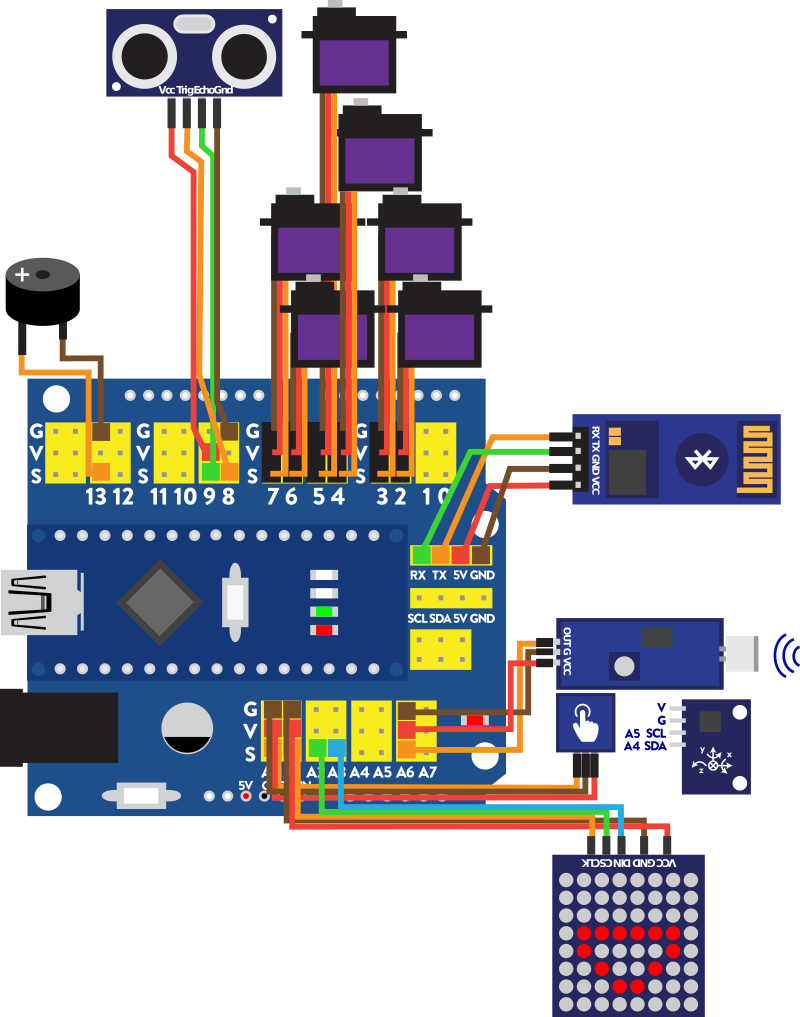 Vcc Trig Echo Gnd
+
G
V
S
13 12
G
V
S
11 10
9 8
G
V
S
7 6
5 4
G
V
S
3 2
1 0
RX TX GND VCC
RX TX 5V GND
SCL SDA 5V GND
OUT G VCC
V
G
A5 SCL
A4 SDA
Y
X
Z
G
V
S
A2 A3
A4 A5
A6 A7
5V
VCC GND DIN CS CLK